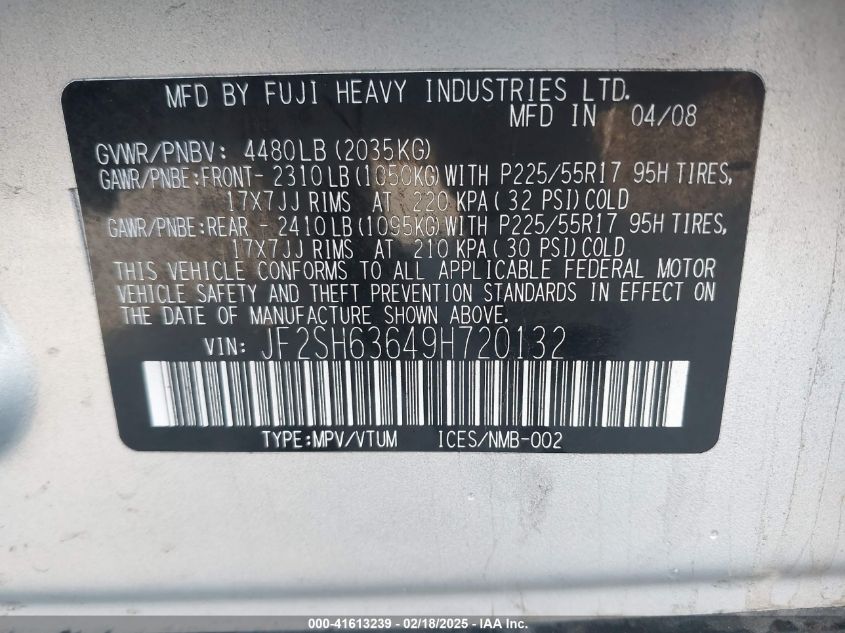 MFD BY FUJI HEAVY INDUSTRIES LTD.
MFD IN 04/08
GVWR/PNBV: 4480LB(2035KG)
GAWR/PNBE:FRONT- 2310LB(1050KG)WITH P225/55R17 95H TIRES,
17X7JJ RIMS AT 220 KPA(32 PSI)COLD
GAWR/PNBE:REAR - 2410LB(1095KG)WITH P225/55R17 95H TIRES,
17X7JJ RIMS AT 210 KPA(30 PSI)COLD
THIS VEHICLE CONFORMS TO ALL APPLICABLE FEDERAL MOTOR
VEHICLE SAFETY AND THEFT PREVENTION STANDARDS IN EFFECT ON
THE DATE OF MANUFACTURE SHOWN ABOVE.
VIN: JF2SH63649H720132
TYPE:MPV/VTUM ICES/NMB-002
000-41613239 - 02/18/2025 - WWW.IAAI.COM